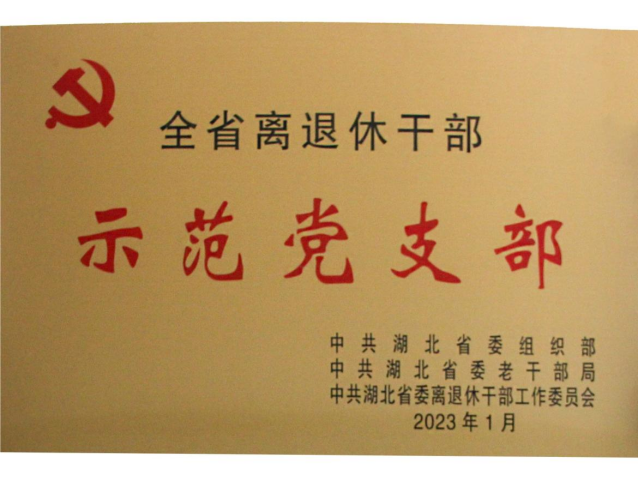 全省离退休干部
示范党支部
中共湖北省委组织部
中共湖北省委老干部局
中共湖北省委离退休干部工作委员会
2023年1月